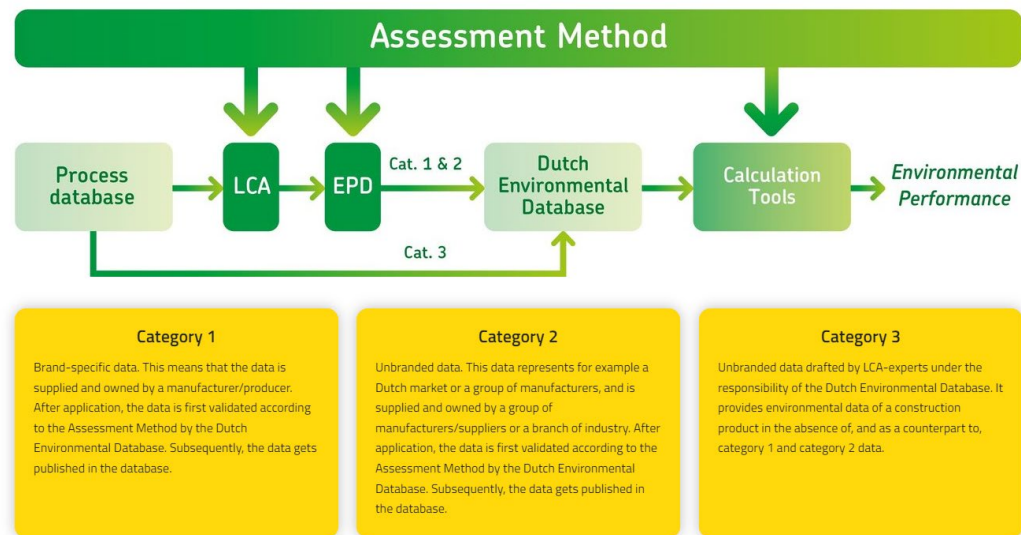 Assessment Method
Process
database
LCA
EPD
Cat. 1 & 2
Dutch
Environmental
Database
Calculation
Tools
Environmental
Performance
Cat. 3
Category 1
Brand-specific data. This means that the data is
supplied and owned by a manufacturer/producer.
After application, the data is first validated according
to the Assessment Method by the Dutch
Environmental Database. Subsequently, the data gets
published in the database.
Category 2
Unbranded data. This data represents for example a
Dutch market or a group of manufacturers, and is
supplied and owned by a group of
manufacturers/suppliers or a branch of industry. After
application, the data is first validated according to the
Assessment Method by the Dutch Environmental
Database. Subsequently, the data gets published in
the database.
Category 3
Unbranded data drafted by LCA-experts under the
responsibility of the Dutch Environmental Database. It
provides environmental data of a construction
product in the absence of, and as a counterpart to,
category 1 and category 2 data.